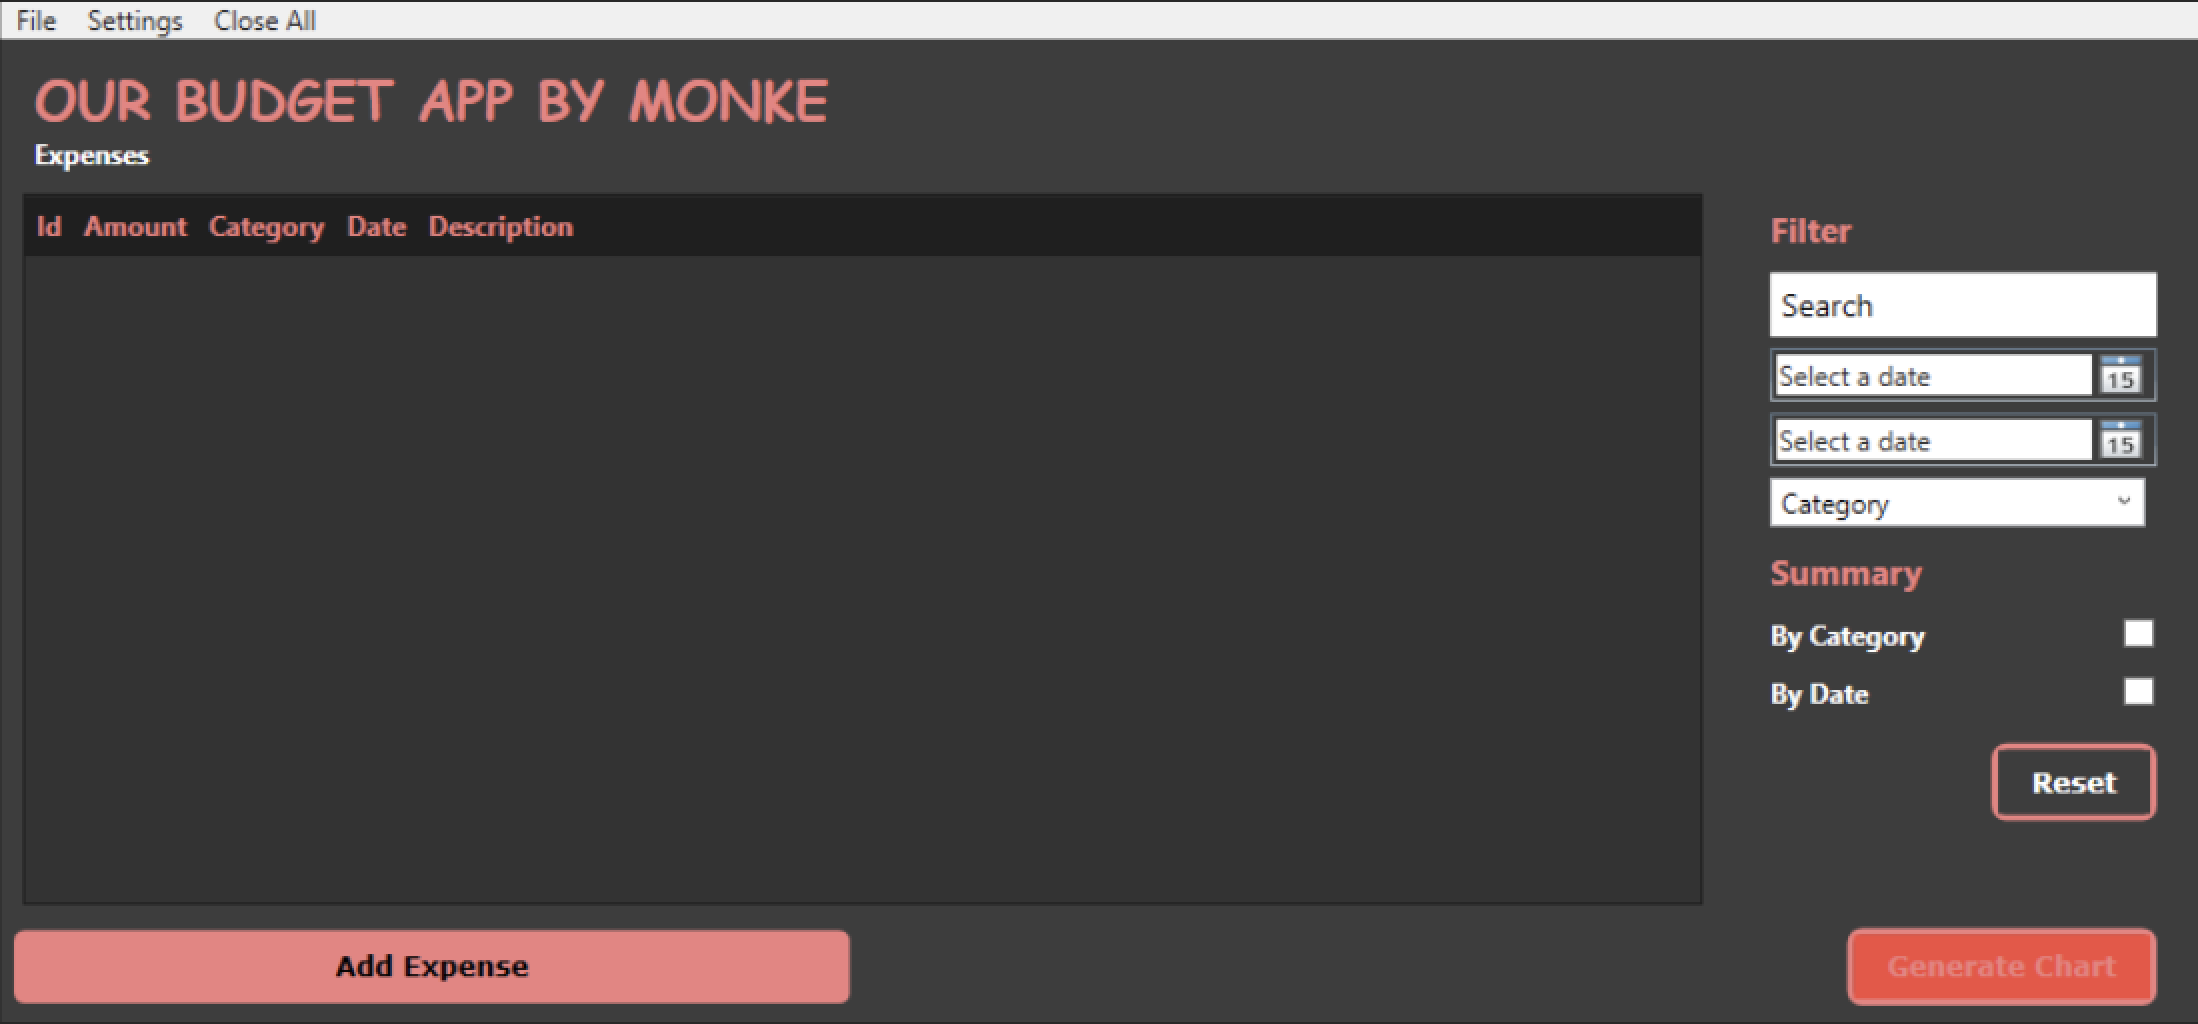 File Settings Close All
OUR BUDGET APP BY MONKE
Expenses
Id Amount Category Date Description
Filter
Search
Select a date 15
Select a date 15
Category
Summary
By Category
By Date
Reset
Add Expense
Generate Chart